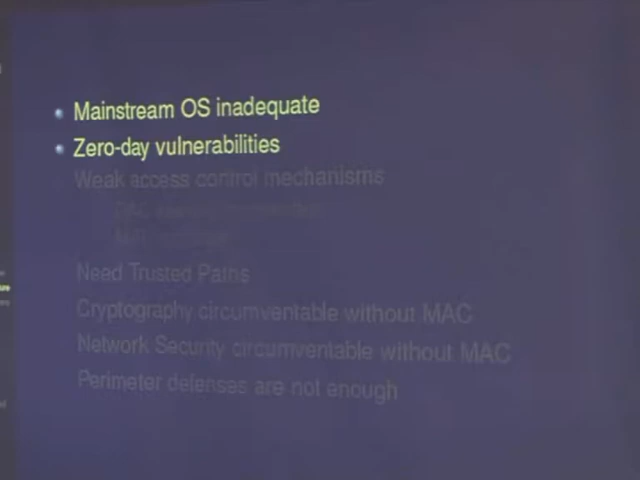 Mainstream OS inadequate
Zero-day vulnerabilities
Weak access control mechanisms
Need Trusted Paths
Cryptography circumventable without MAC
Network Security circumventable without MAC
Perimeter defenses are not enough